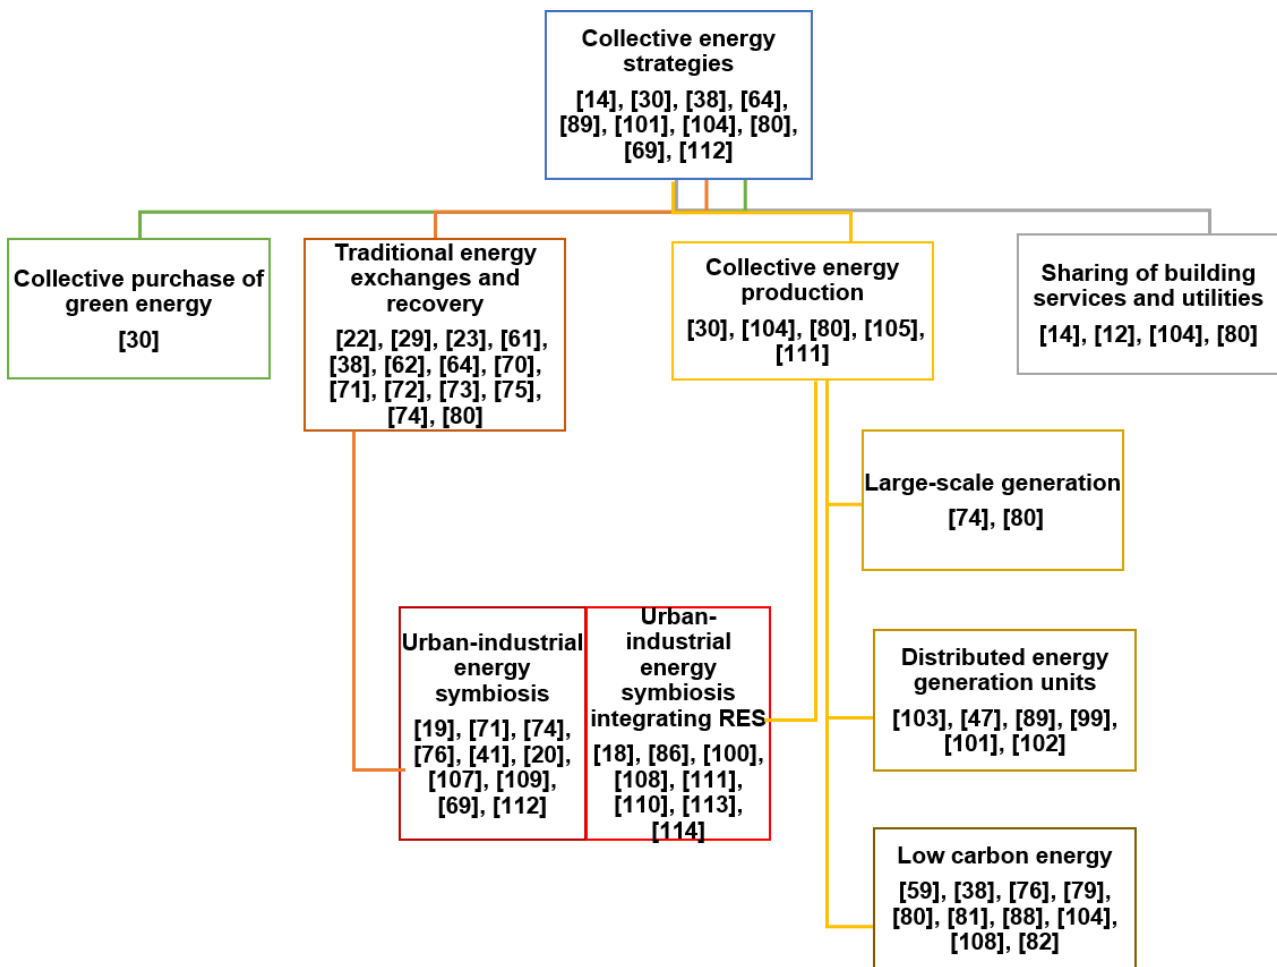 Collective energy
strategies
[14], [30], [38], [64],
[89], [101], [104], [80],
[69], [112]
Collective purchase of
green energy
[30]
Traditional energy
exchanges and
recovery
[22], [29], [23], [61],
[38], [62], [64], [70],
[71], [72], [73], [75],
[74], [80]
Collective energy
production
[30], [104], [80], [105],
[111]
Sharing of building
services and utilities
[14], [12], [104], [80]
Large-scale generation
[74], [80]
Urban-industrial
energy
symbiosis
[19], [71], [74],
[76], [41], [20],
[107], [109],
[69], [112]
Urban-
industrial
energy
symbiosis
integrating RES
[18], [86], [100],
[108], [111],
[110], [113],
[114]
Distributed energy
generation units
[103], [47], [89], [99],
[101], [102]
Low carbon energy
[59], [38], [76], [79],
[80], [81], [88], [104],
[108], [82]